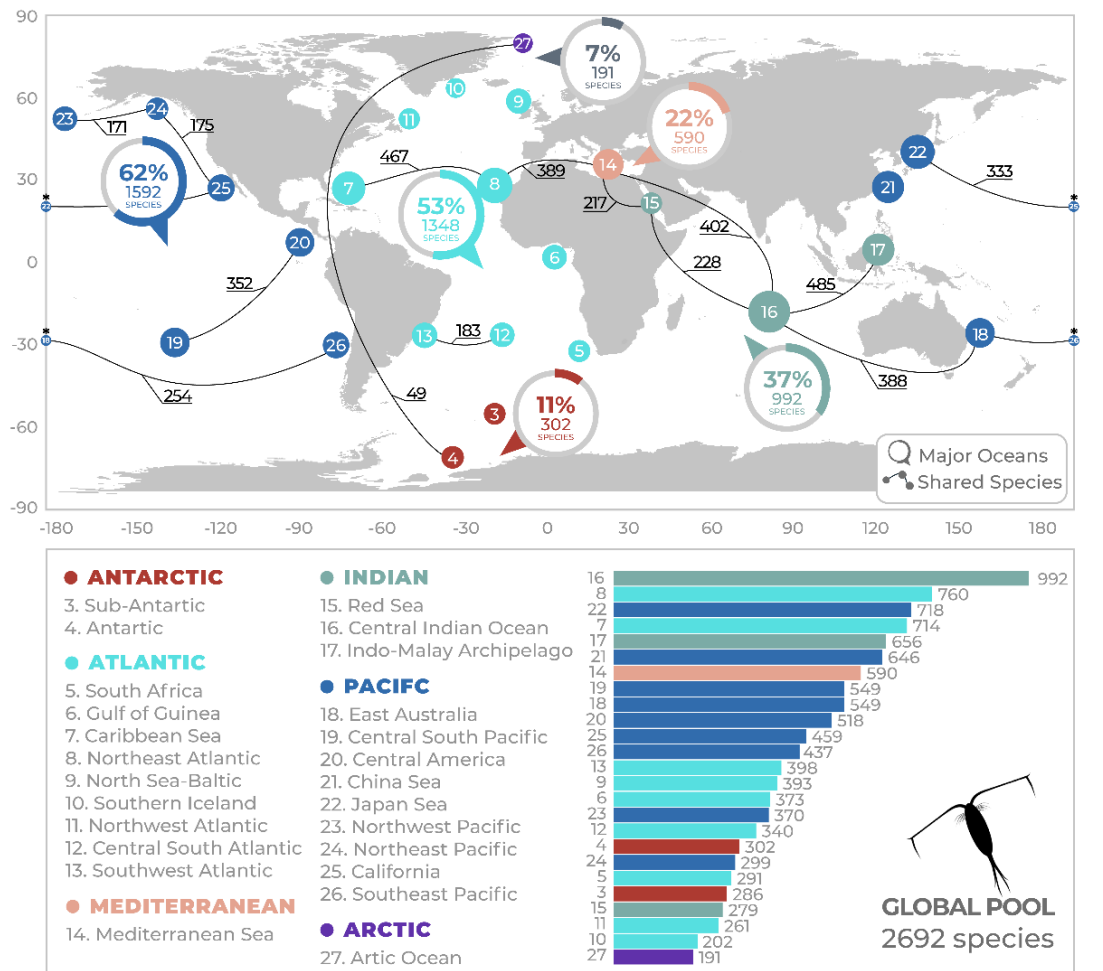 90
60
30
0
-30
-60
-90
27
7%
191
SPECIES
10
9
11
23
24
171
175
22%
590
SPECIES
62%
1592
SPECIES
25
*
22
467
7
8
389
14
217
15
22
21
333
*
25
53%
1348
SPECIES
402
20
6
228
17
352
485
16
*
18
19
26
13
183
12
5
18
*
26
254
49
388
37%
992
SPECIES
3
11%
302
SPECIES
4
Major Oceans
Shared Species
-180 -150 -120 -90 -60 -30 0 30 60 90 120 150 180
ANTARCTIC
3. Sub-Antartic
4. Antartic
ATLANTIC
5. South Africa
6. Gulf of Guinea
7. Caribbean Sea
8. Northeast Atlantic
9. North Sea-Baltic
10. Southern Iceland
11. Northwest Atlantic
12. Central South Atlantic
13. Southwest Atlantic
MEDITERRANEAN
14. Mediterranean Sea
INDIAN
15. Red Sea
16. Central Indian Ocean
17. Indo-Malay Archipelago
PACIFC
18. East Australia
19. Central South Pacific
20. Central America
21. China Sea
22. Japan Sea
23. Northwest Pacific
24. Northeast Pacific
25. California
26. Southeast Pacific
ARCTIC
27. Artic Ocean
16 992
8 760
22 718
7 714
17 656
21 646
14 590
19 549
18 549
20 518
25 459
26 437
13 398
9 393
6 373
23 370
12 340
4 302
24 299
5 291
3 286
15 279
11 261
10 202
27 191
GLOBAL POOL
2692 species